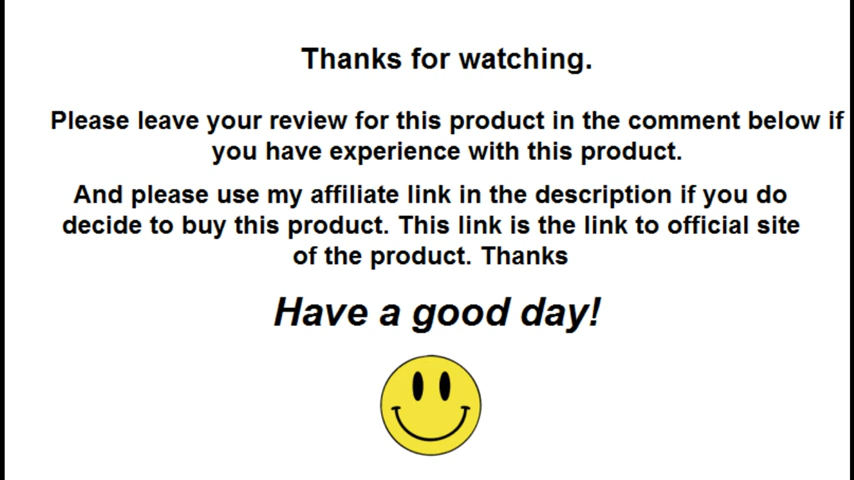 Thanks for watching.
Please leave your review for this product in the comment below if
you have experience with this product.
And please use my affiliate link in the description if you do
decide to buy this product. This link is the link to official site
of the product. Thanks
Have a good day!